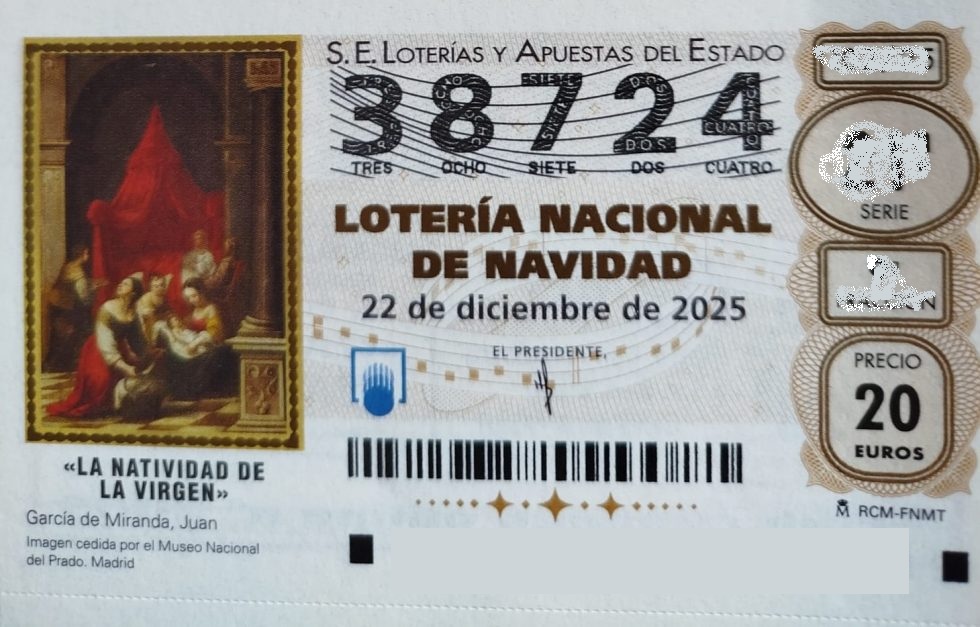 S.E. LOTERÍAS Y APUESTAS DEL ESTADO
38724
TRES OCHO SIETE DOS CUATRO
LOTERÍA NACIONAL
DE NAVIDAD
22 de diciembre de 2025
EL PRESIDENTE,
SERIE
PRECIO
20
EUROS
RCM-FNMT
«LA NATIVIDAD DE
LA VIRGEN»
García de Miranda, Juan
Imagen cedida por el Museo Nacional
del Prado. Madrid